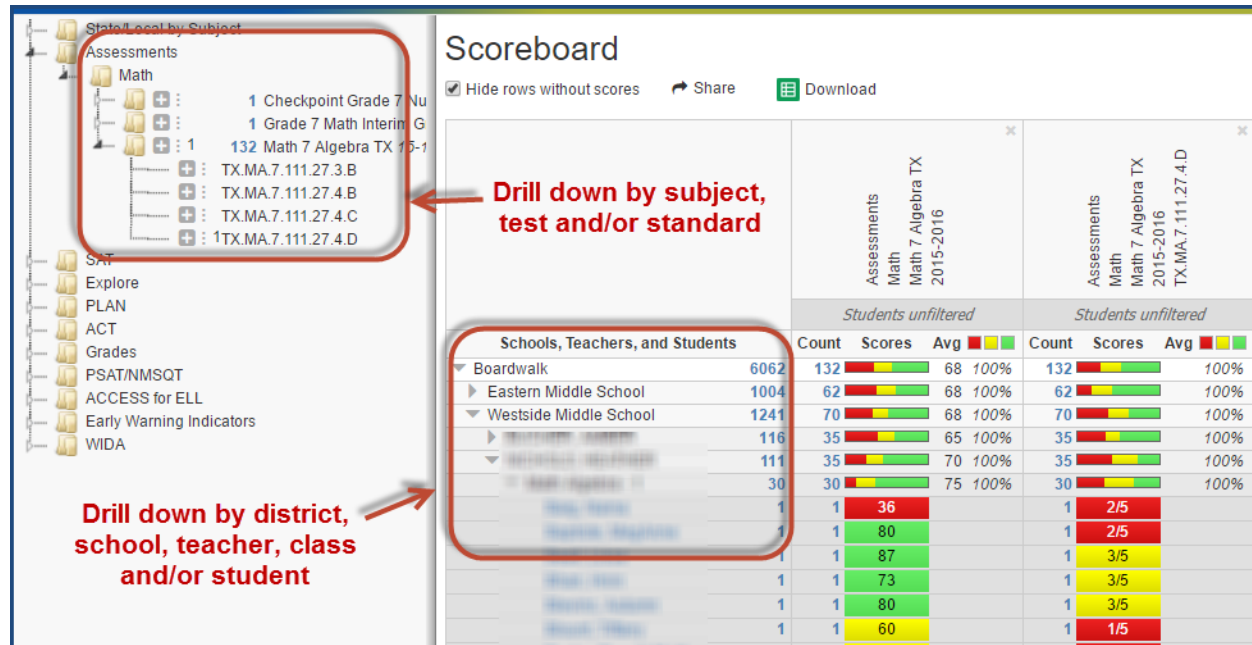 State/Local by Subject
Assessments
Math
1 Checkpoint Grade 7 Nu
1 Grade 7 Math Interim G
1 132 Math 7 Algebra TX 15-1
TX.MA.7.111.27.3.B
TX.MA.7.111.27.4.B
TX.MA.7.111.27.4.C
1TX.MA.7.111.27.4.D
SAT
Explore
PLAN
ACT
Grades
PSAT/NMSQT
ACCESS for ELL
Early Warning Indicators
WIDA
Drill down by subject,
test and/or standard
Drill down by district,
school, teacher, class
and/or student
Scoreboard
Hide rows without scores Share Download
Assessments
Math
Math 7 Algebra TX
2015-2016
Assessments
Math
Math 7 Algebra TX
2015-2016
TX.MA.7.111.27.4.D
Students unfiltered Students unfiltered
Schools, Teachers, and Students Count Scores Avg Count Scores Avg
Boardwalk 6062 132 68 100% 132 100%
Eastern Middle School 1004 62 68 100% 62 100%
Westside Middle School 1241 70 68 100% 70 100%
116 35 65 100% 35 100%
111 35 70 100% 35 100%
30 30 75 100% 30 100%
1 1 36 1 2/5
1 1 80 1 2/5
1 1 87 1 3/5
1 1 73 1 3/5
1 1 80 1 3/5
1 1 60 1 1/5